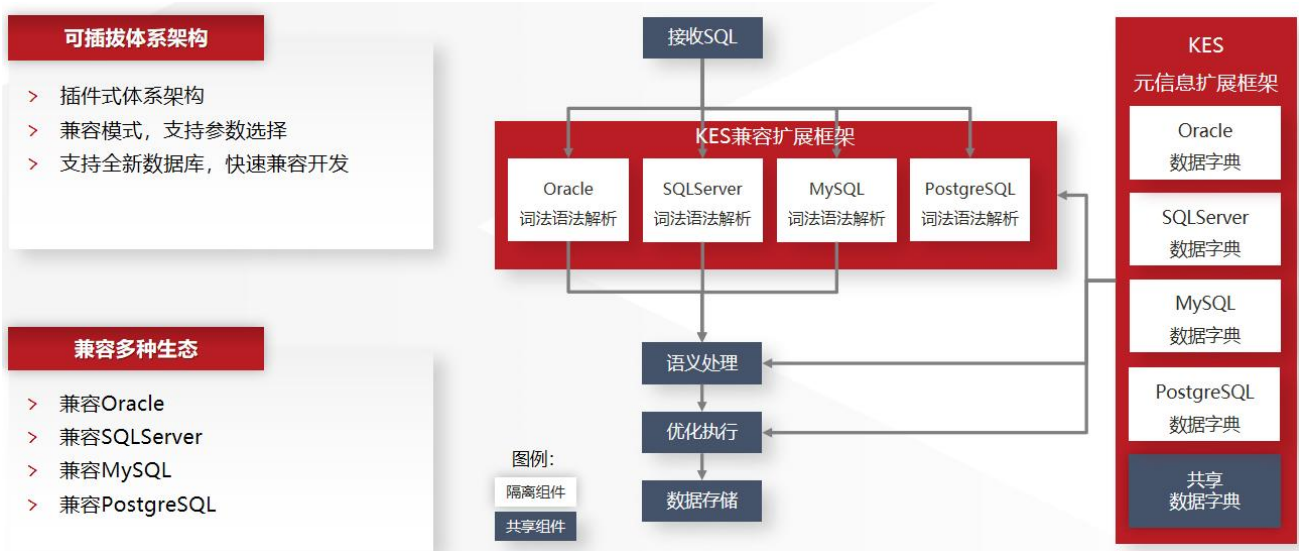 可插拔体系架构
插件式体系架构
兼容模式，支持参数选择
支持全新数据库，快速兼容开发
兼容多种生态
兼容Oracle
兼容SQLServer
兼容MySQL
兼容PostgreSQL
接收SQL
KES兼容扩展框架
Oracle
词法语法解析
SQLServer
词法语法解析
MySQL
词法语法解析
PostgreSQL
词法语法解析
语义处理
优化执行
数据存储
图例：
隔离组件
共享组件
KES
元信息扩展框架
Oracle
数据字典
SQLServer
数据字典
MySQL
数据字典
PostgreSQL
数据字典
共享
数据字典